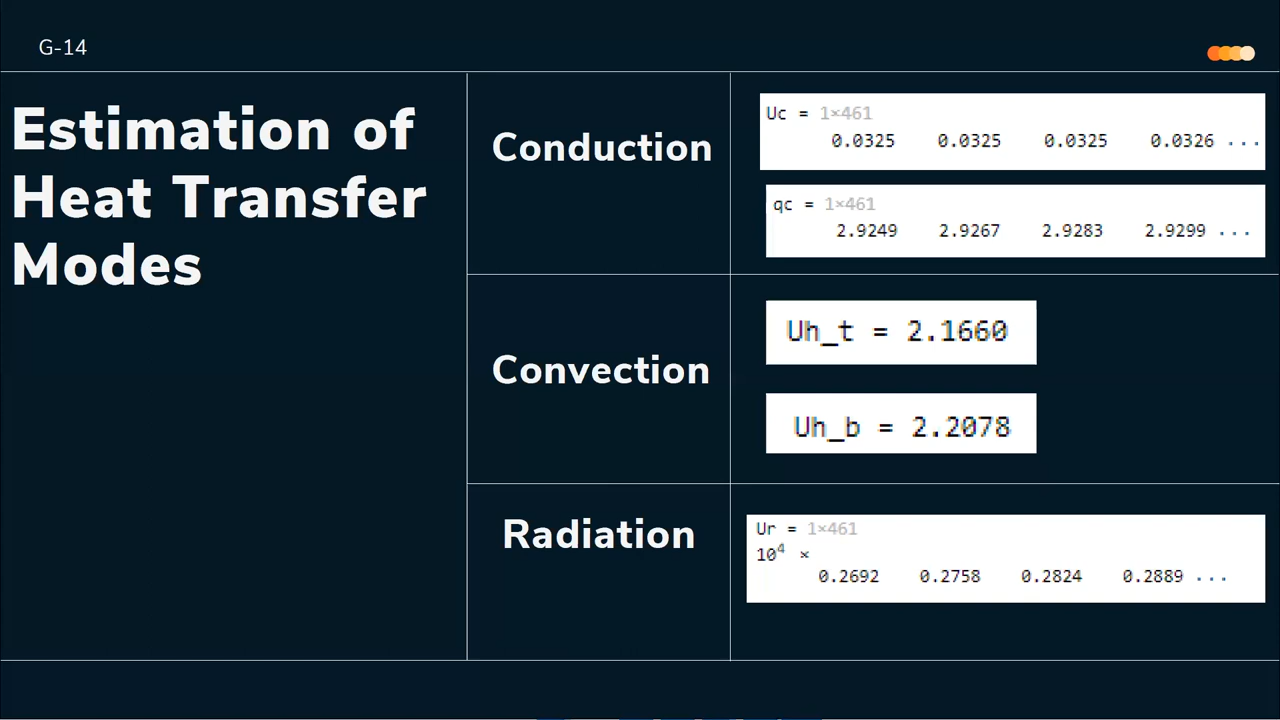 G-14
Estimation of
Heat Transfer
Modes
Conduction
Uc = 1×461
0.0325 0.0325 0.0325 0.0326 ...
qc = 1×461
2.9249 2.9267 2.9283 2.9299 ...
Convection
Uh_t = 2.1660
Uh_b = 2.2078
Radiation
Ur = 1×461
10⁴ ×
0.2692 0.2758 0.2824 0.2889 ...